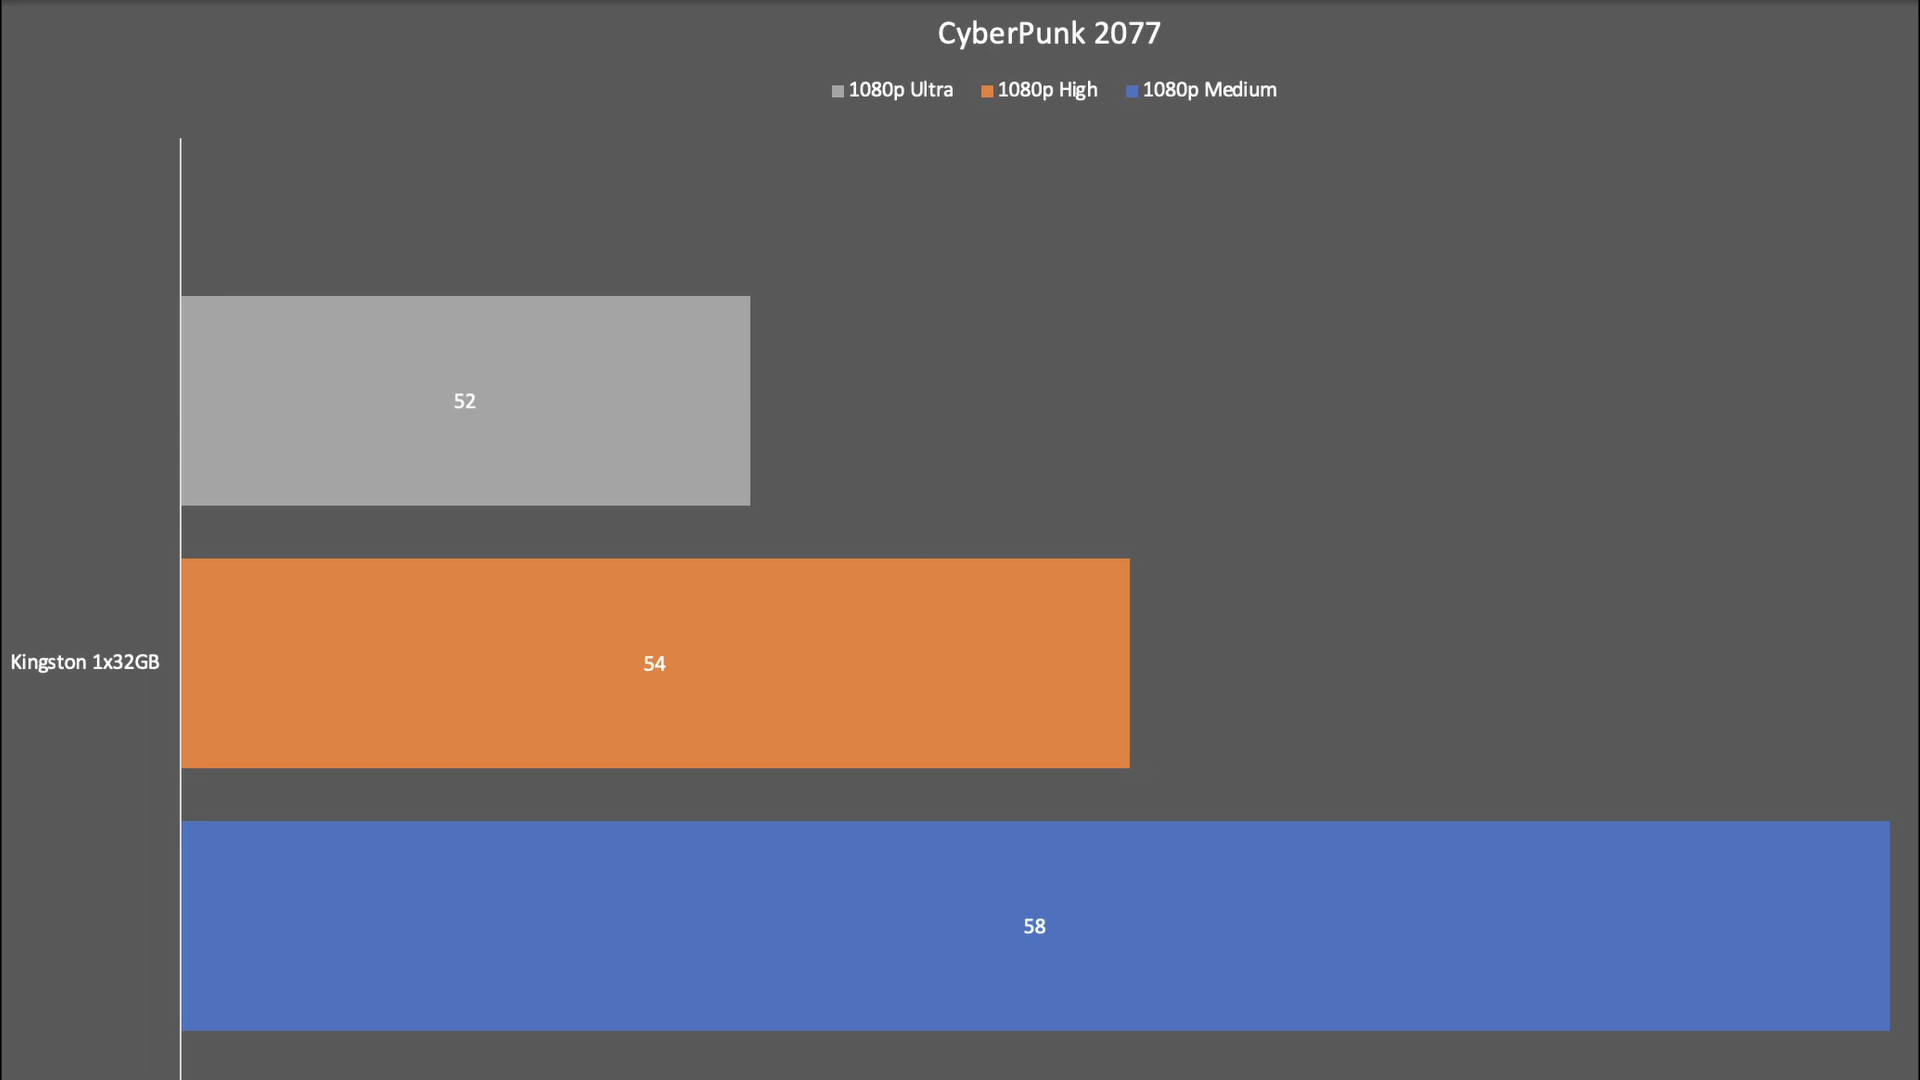 CyberPunk 2077
1080p Ultra 1080p High 1080p Medium
52
Kingston 1x32GB
54
58